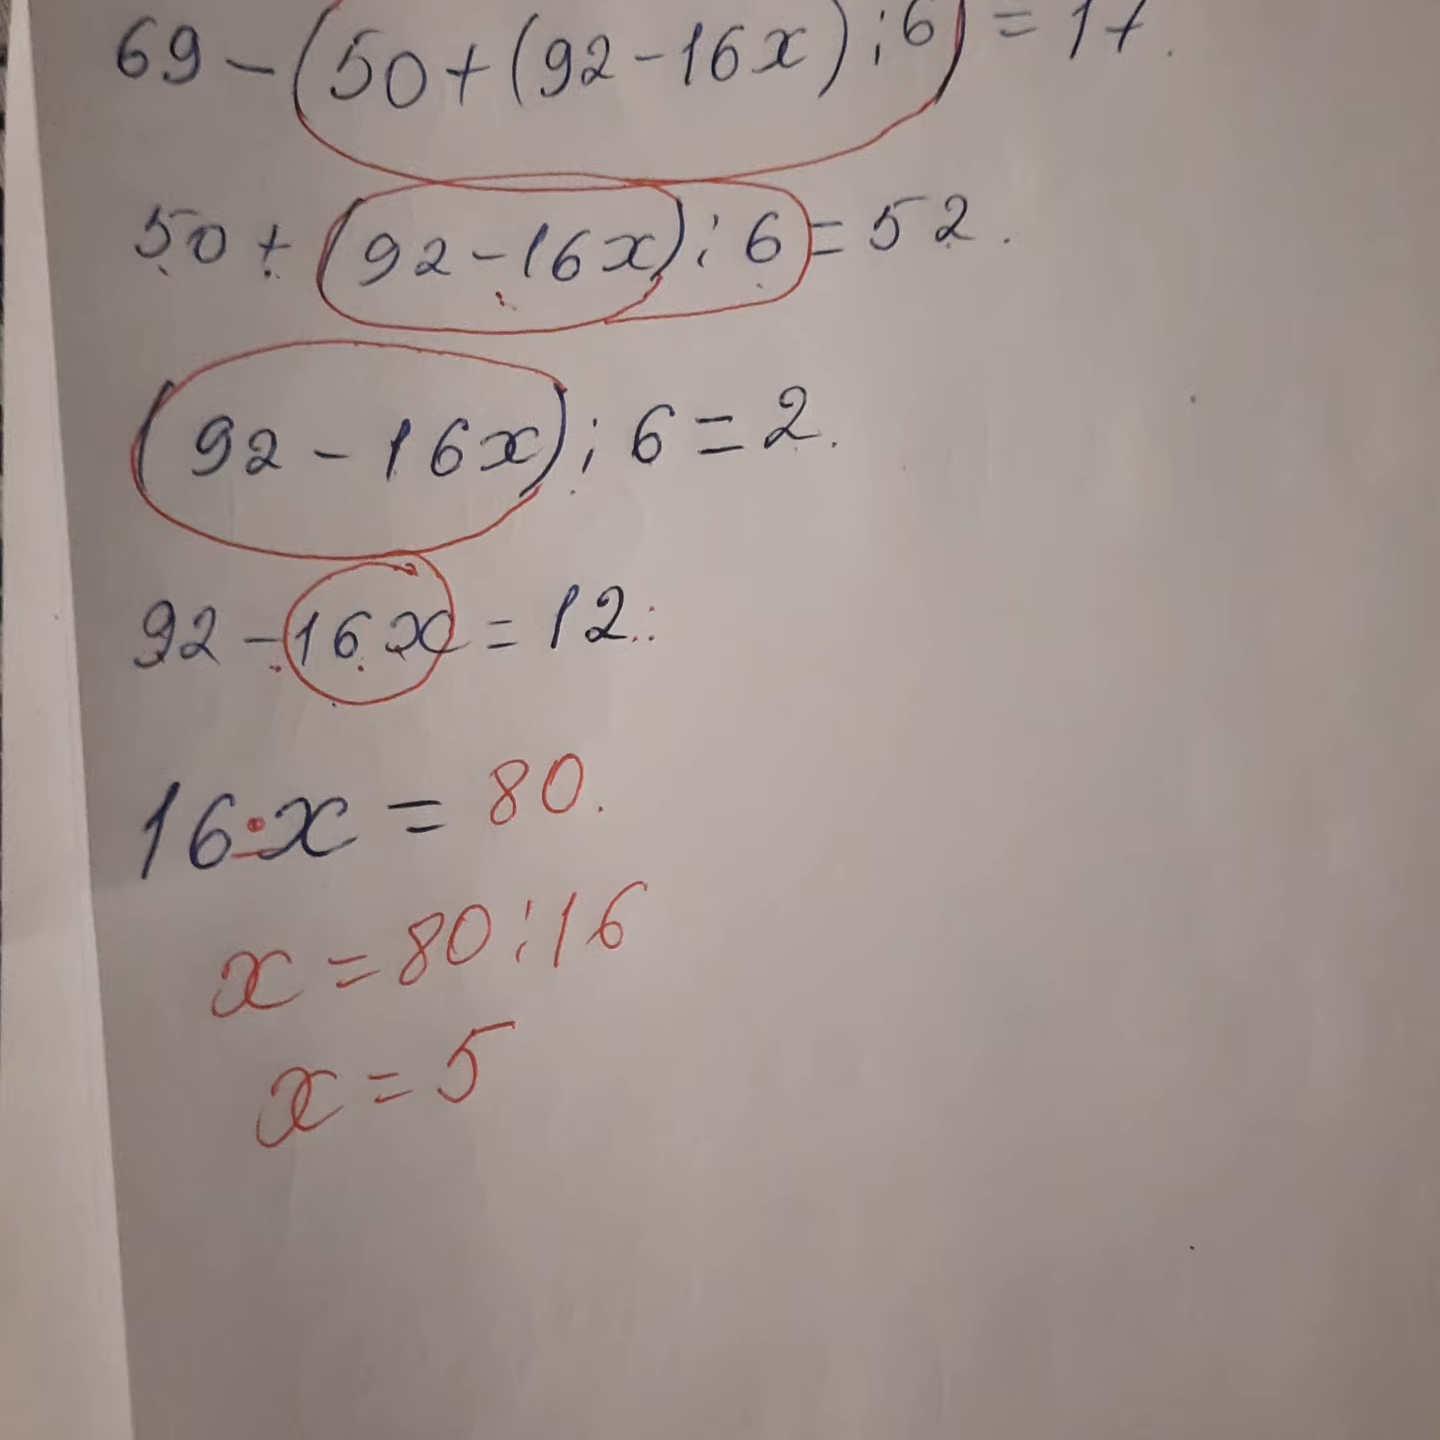 69-(50+(92-16x):6)=17.
50+(92-16x):6=52.
(92-16x):6=2.
92-16x=12.
16·x=80.
x=80:16
x=5